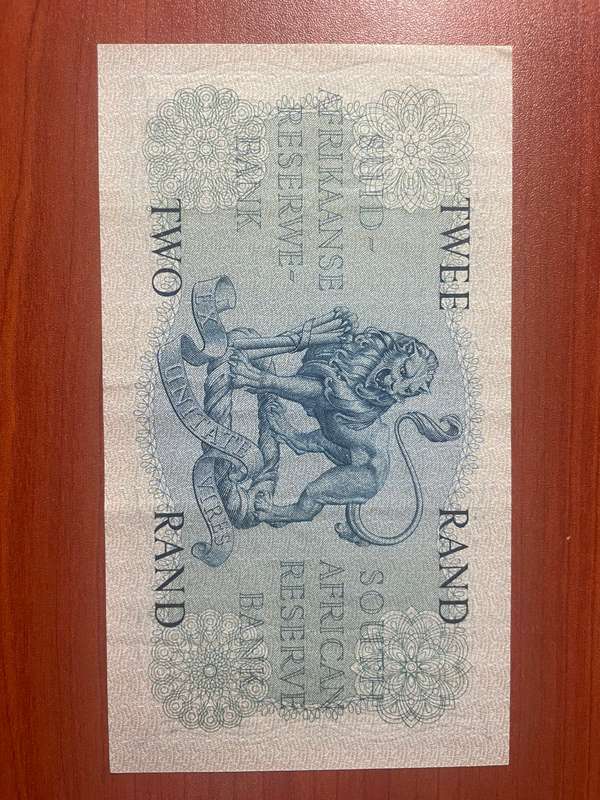 TWEE RAND
SUID-
AFRIKAANSE
RESERWE-
BANK
SOUTH
AFRICAN
RESERVE
BANK
EX
UNITATE
VIRES
TWO RAND